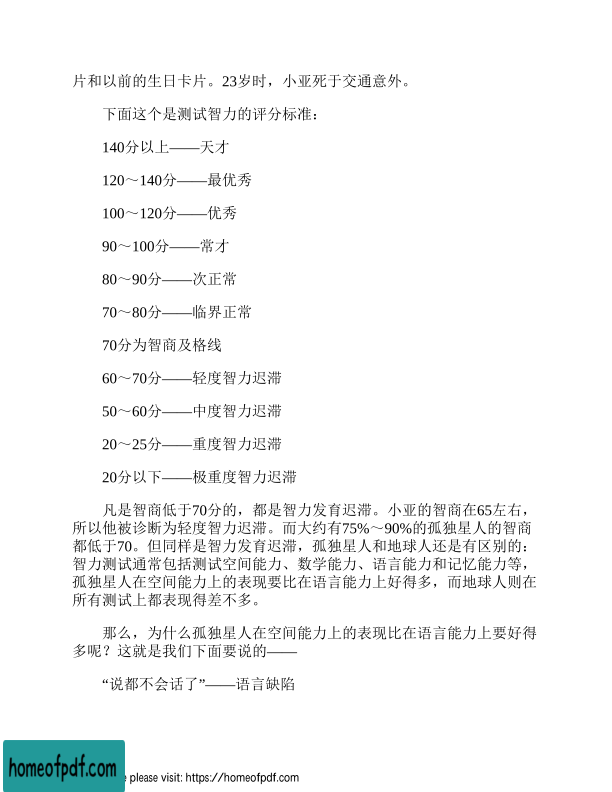 片和以前的生日卡片。23岁时，小亚死于交通意外。
下面这个是测试智力的评分标准：
140分以上——天才
120～140分——最优秀
100～120分——优秀
90～100分——常才
80～90分——次正常
70～80分——临界正常
70分为智商及格线
60～70分——轻度智力迟滞
50～60分——中度智力迟滞
20～25分——重度智力迟滞
20分以下——极重度智力迟滞
凡是智商低于70分的，都是智力发育迟滞。小亚的智商在65左右，
所以他被诊断为轻度智力迟滞。而大约有75%～90%的孤独星人的智商
都低于70。但同样是智力发育迟滞，孤独星人和地球人还是有区别的：
智力测试通常包括测试空间能力、数学能力、语言能力和记忆能力等，
孤独星人在空间能力上的表现要比在语言能力上好得多，而地球人则在
所有测试上都表现得差不多。
那么，为什么孤独星人在空间能力上的表现比在语言能力上要好得
多呢？这就是我们下面要说的——
“说都不会话了”——语言缺陷
homeofpdf.com
e please visit: https://homeofpdf.com